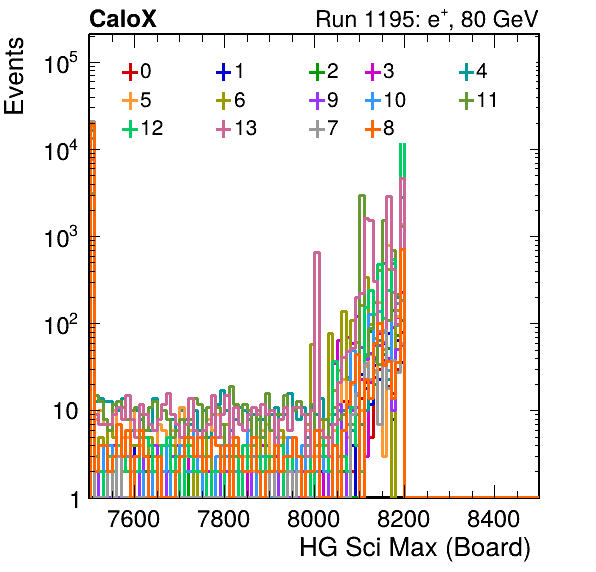 CaloX Run 1195: e⁺, 80 GeV
Events
10⁵
10⁴
10³
10²
10
1
0 1 2 3 4
5 6 9 10 11
12 13 7 8
7600 7800 8000 8200 8400
HG Sci Max (Board)